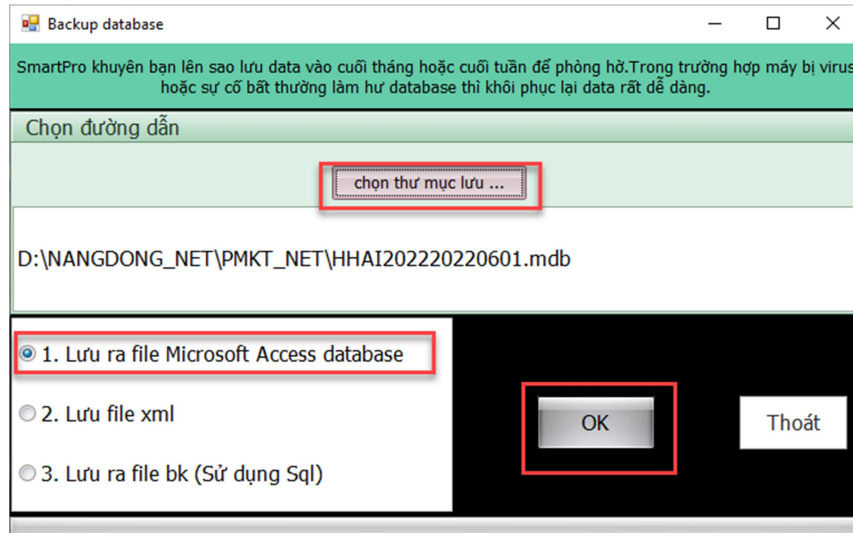 Backup database
SmartPro khuyên bạn lên sao lưu data vào cuối tháng hoặc cuối tuần để phòng hờ.Trong trường hợp máy bị virus
hoặc sự cố bất thường làm hư database thì khôi phục lại data rất dễ dàng.
Chọn đường dẫn
chọn thư mục lưu ...
D:\NANGDONG_NET\PMKT_NET\HHAI202220220601.mdb
1. Lưu ra file Microsoft Access database
2. Lưu file xml
OK
Thoát
3. Lưu ra file bk (Sử dụng Sql)